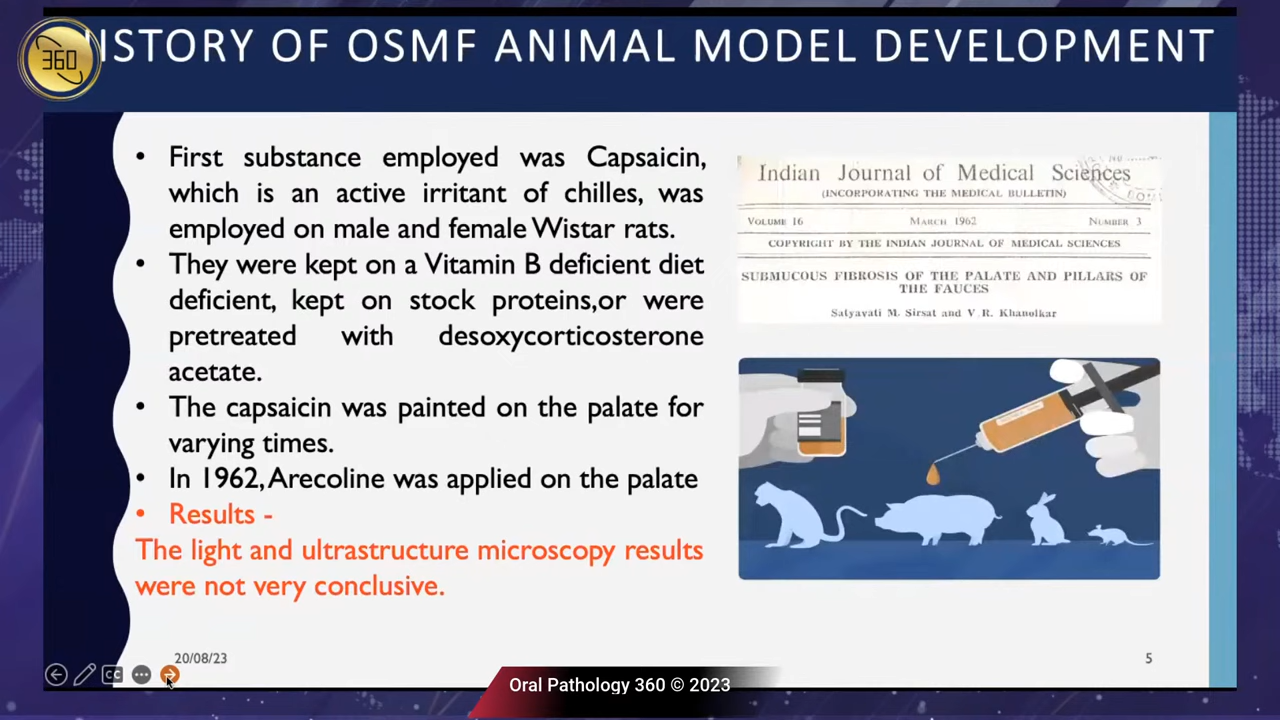 360
HISTORY OF OSMF ANIMAL MODEL DEVELOPMENT
• First substance employed was Capsaicin,
which is an active irritant of chilles, was
employed on male and female Wistar rats.
• They were kept on a Vitamin B deficient diet
deficient, kept on stock proteins,or were
pretreated with desoxycorticosterone
acetate.
• The capsaicin was painted on the palate for
varying times.
• In 1962, Arecoline was applied on the palate
• Results -
The light and ultrastructure microscopy results
were not very conclusive.
Indian Journal of Medical Sciences
(INCORPORATING THE MEDICAL BULLETIN)
VOLUME 16 MARCH 1962 NUMBER 3
COPYRIGHT BY THE INDIAN JOURNAL OF MEDICAL SCIENCES
SUBMUCOUS FIBROSIS OF THE PALATE AND PILLARS OF
THE FAUCES
Satyavati M. Sirsat and V. R. Khanolkar
20/08/23
5
CC
Oral Pathology 360 © 2023